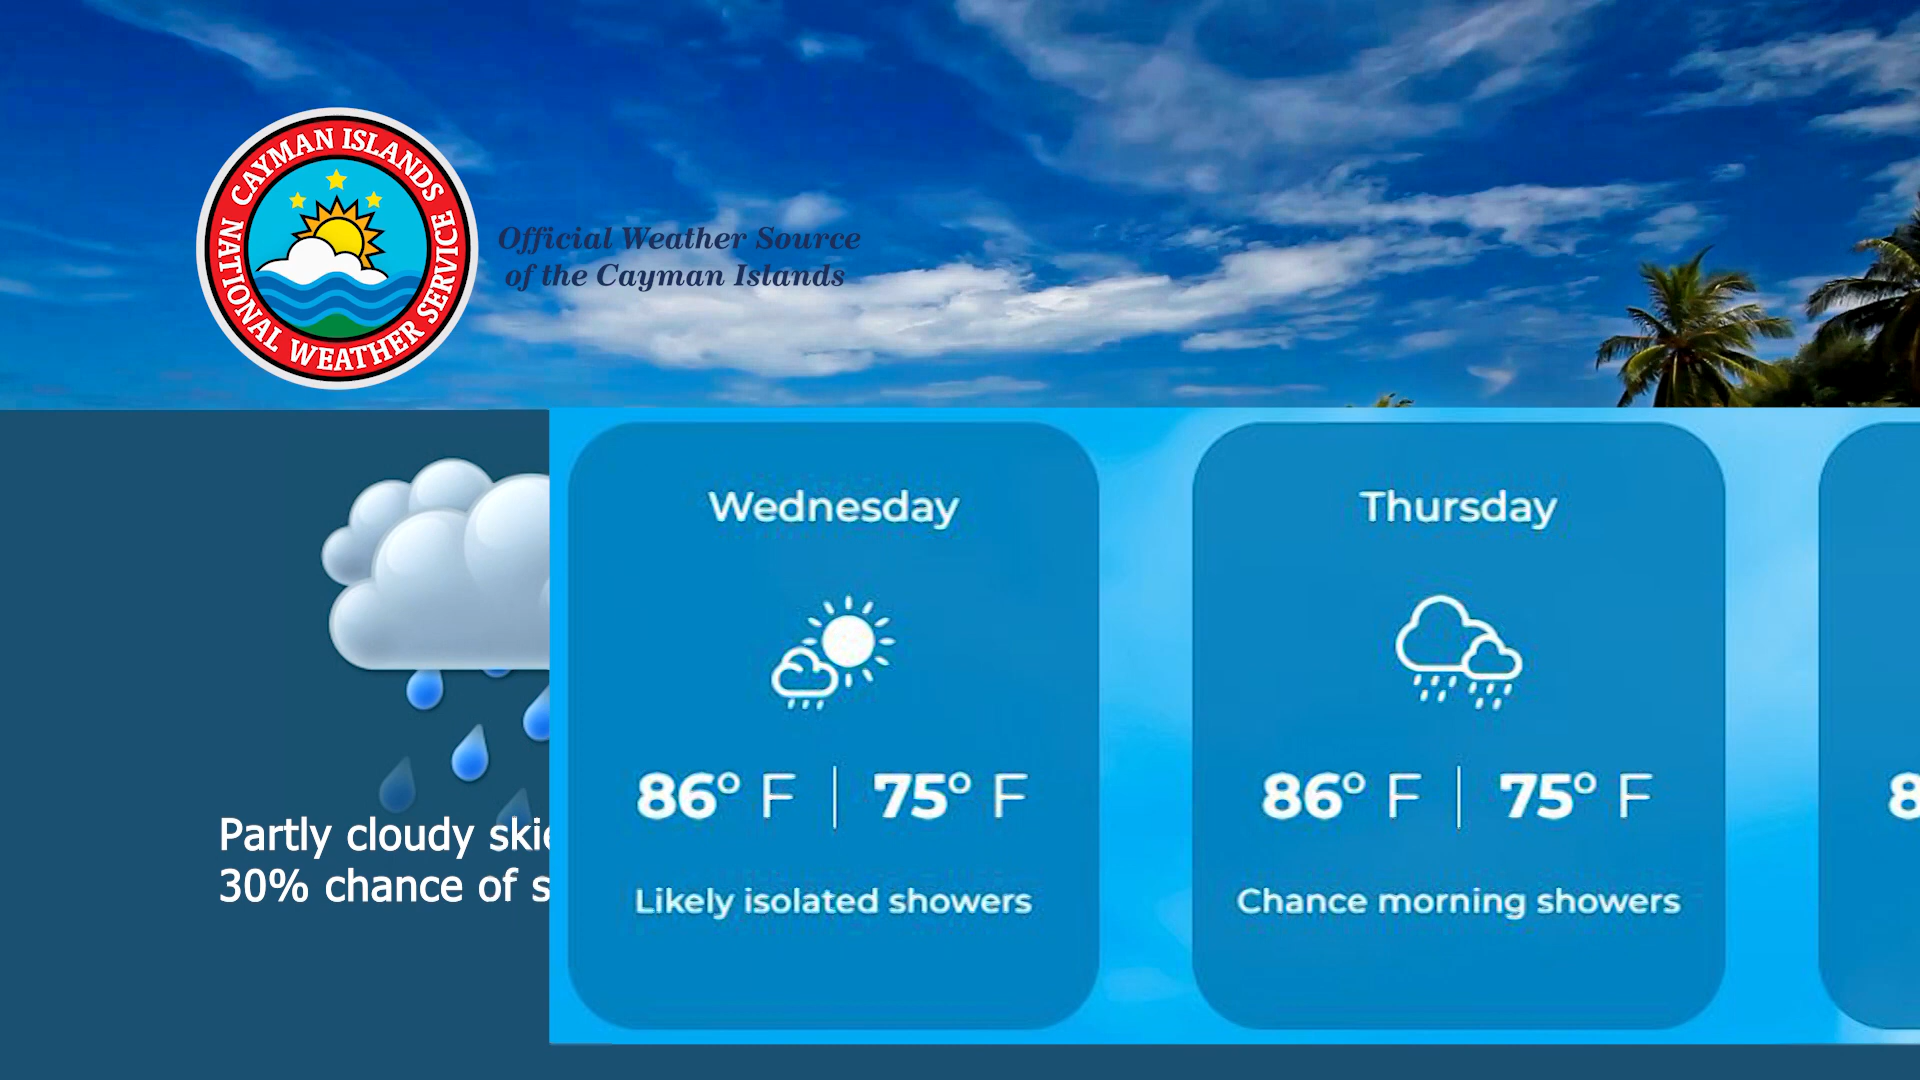 CAYMAN ISLANDS
NATIONAL WEATHER SERVICE
Official Weather Source
of the Cayman Islands
Partly cloudy
30% chance of
Wednesday
86° F | 75° F
Likely isolated showers
Thursday
86° F | 75° F
Chance morning showers
8